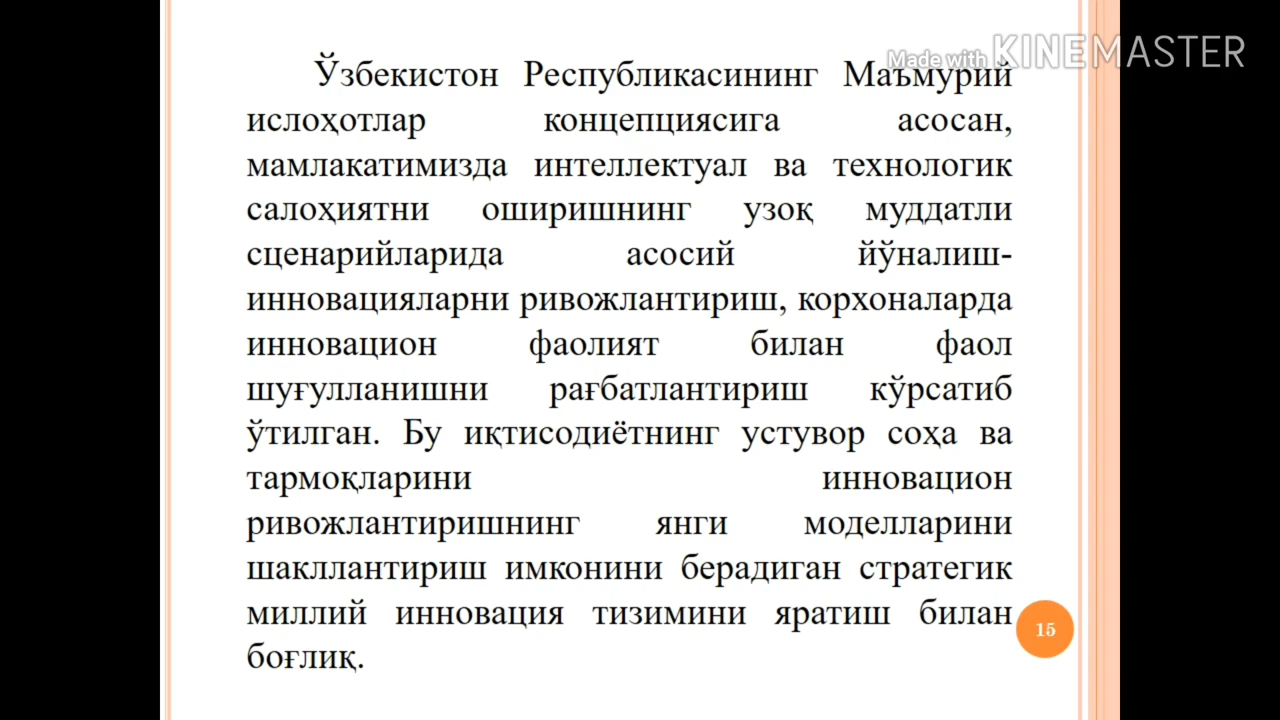 Made with KINEMASTER
Ўзбекистон Республикасининг Маъмурий
ислоҳотлар концепциясига асосан,
мамлакатимизда интеллектуал ва технологик
салоҳиятни оширишнинг узоқ муддатли
сценарийларида асосий йўналиш-
инновацияларни ривожлантириш, корхоналарда
инновацион фаолият билан фаол
шуғулланишни рағбатлантириш кўрсатиб
ўтилган. Бу иқтисодиётнинг устувор соҳа ва
тармоқларини инновацион
ривожлантиришнинг янги моделларини
шакллантириш имконини берадиган стратегик
миллий инновация тизимини яратиш билан
боғлиқ.
15